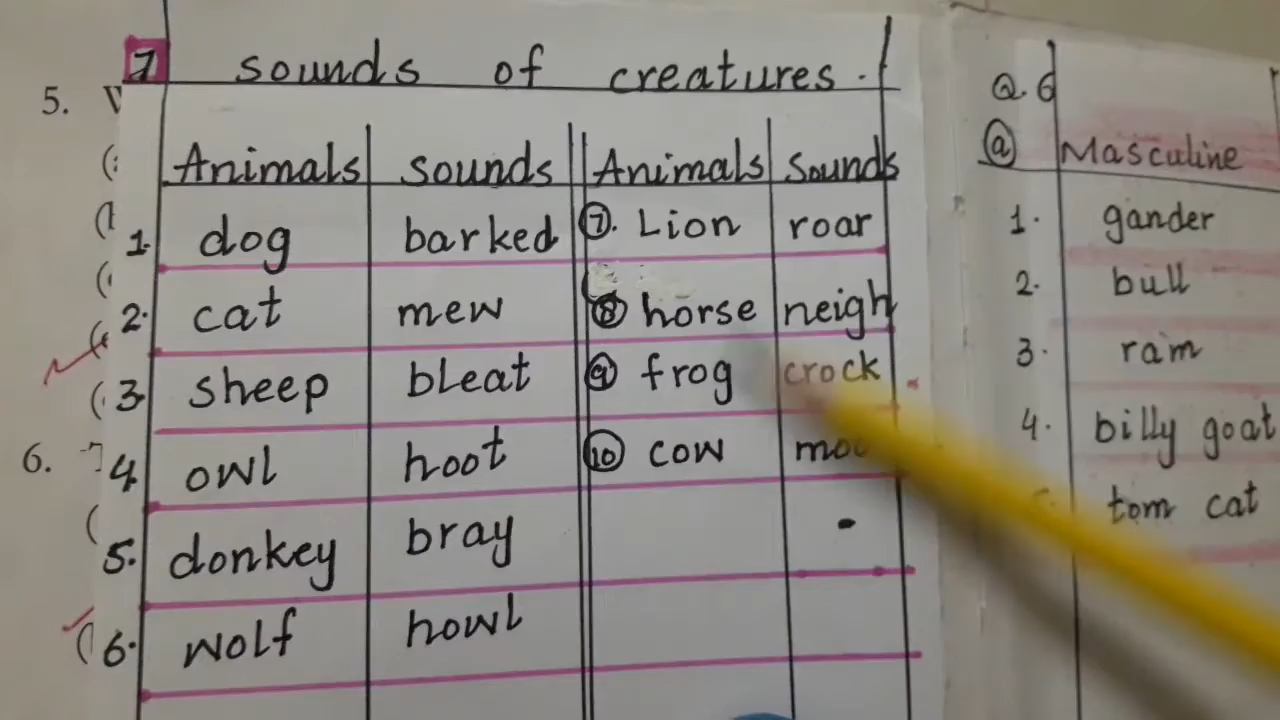 7 sounds of creatures.
Animals sounds Animals Sounds
1. dog barked 7. Lion roar
2. cat mew 8 horse neigh
3. sheep bleat 9 frog crock
4. owl hoot 10 cow
5. donkey bray
6. wolf howl
5.
6.
Q.6
a Masculine
1. gander
2. bull
3. ram
4. billy goat
tom cat